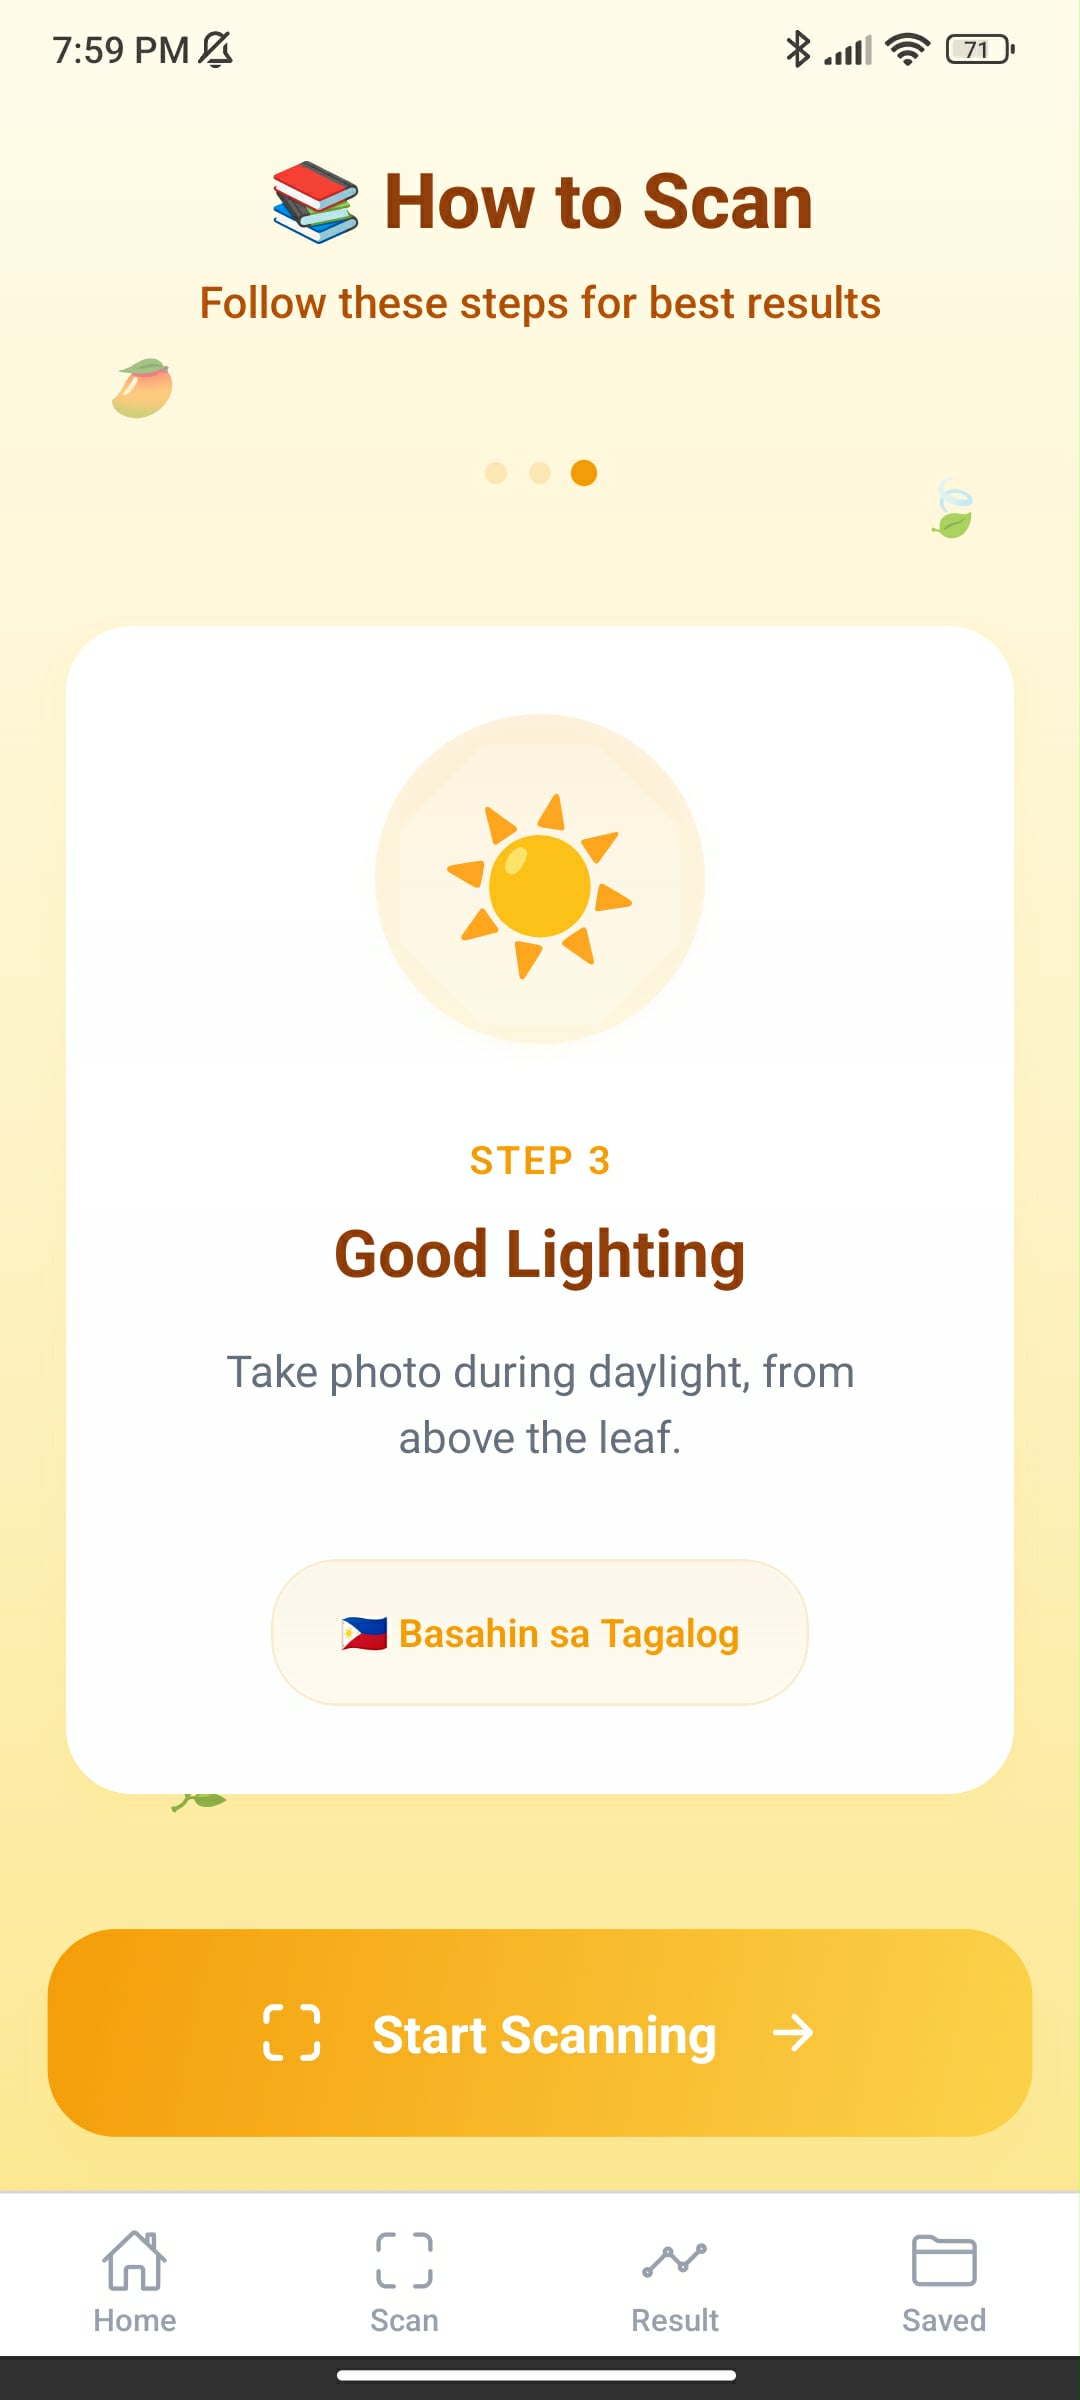 7:59 PM
71
How to Scan
Follow these steps for best results
STEP 3
Good Lighting
Take photo during daylight, from
above the leaf.
Basahin sa Tagalog
Start Scanning
Home
Scan
Result
Saved